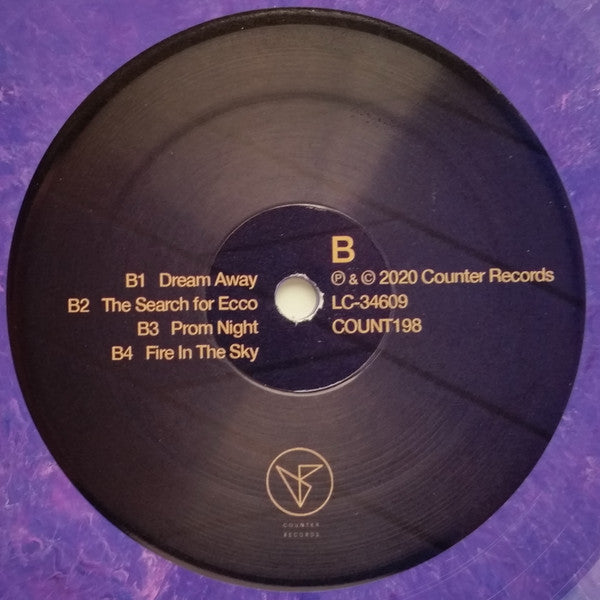 B
B1 Dream Away
B2 The Search for Ecco
B3 Prom Night
B4 Fire In The Sky
℗ & © 2020 Counter Records
LC-34609
COUNT198
COUNTER
RECORDS